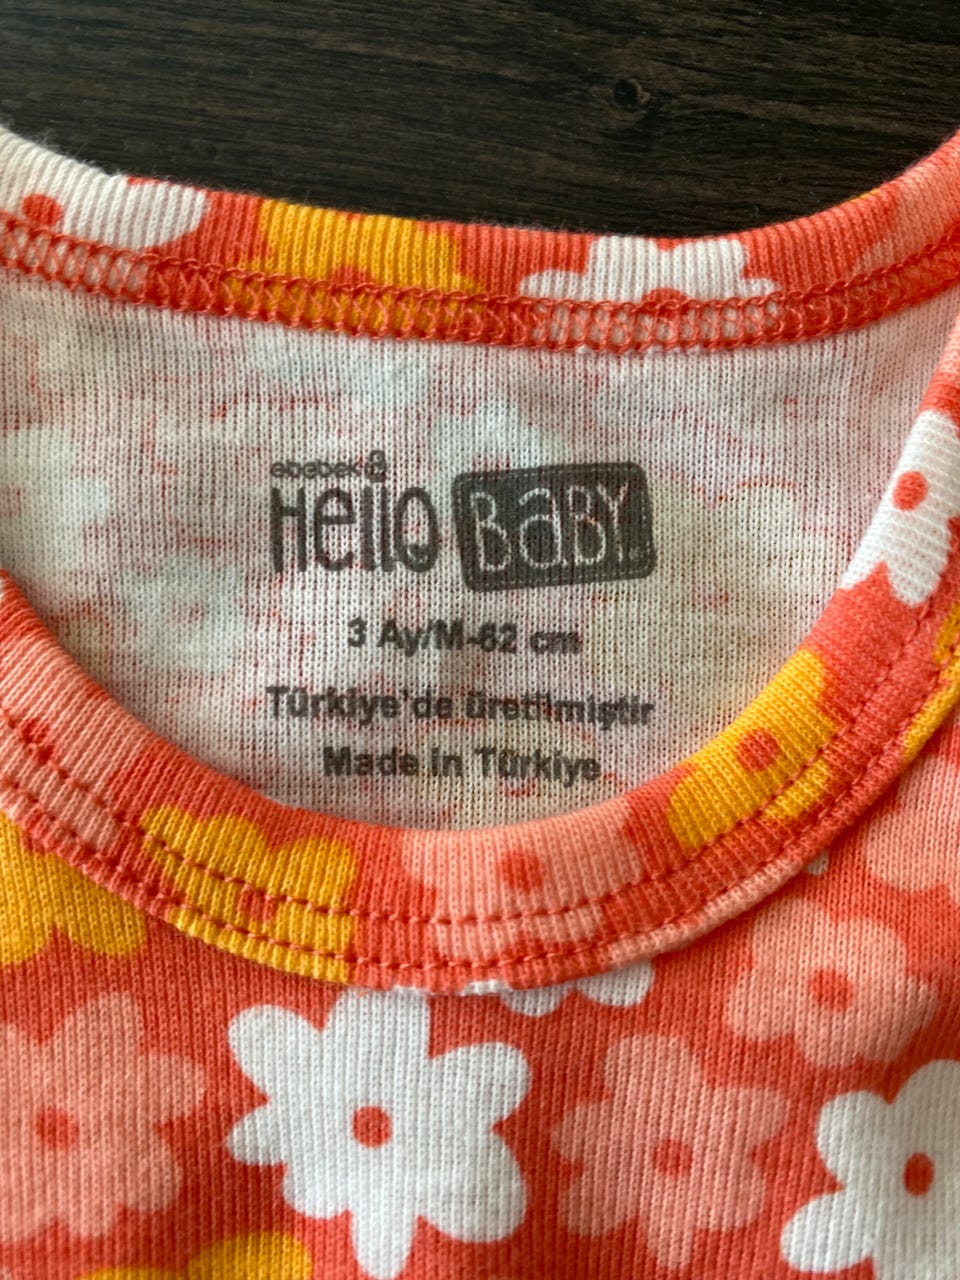 ebebek
Hello BaBY
3 Ay/M-62 cm
Türkiye'de üretilmiştir
Made in Türkiye